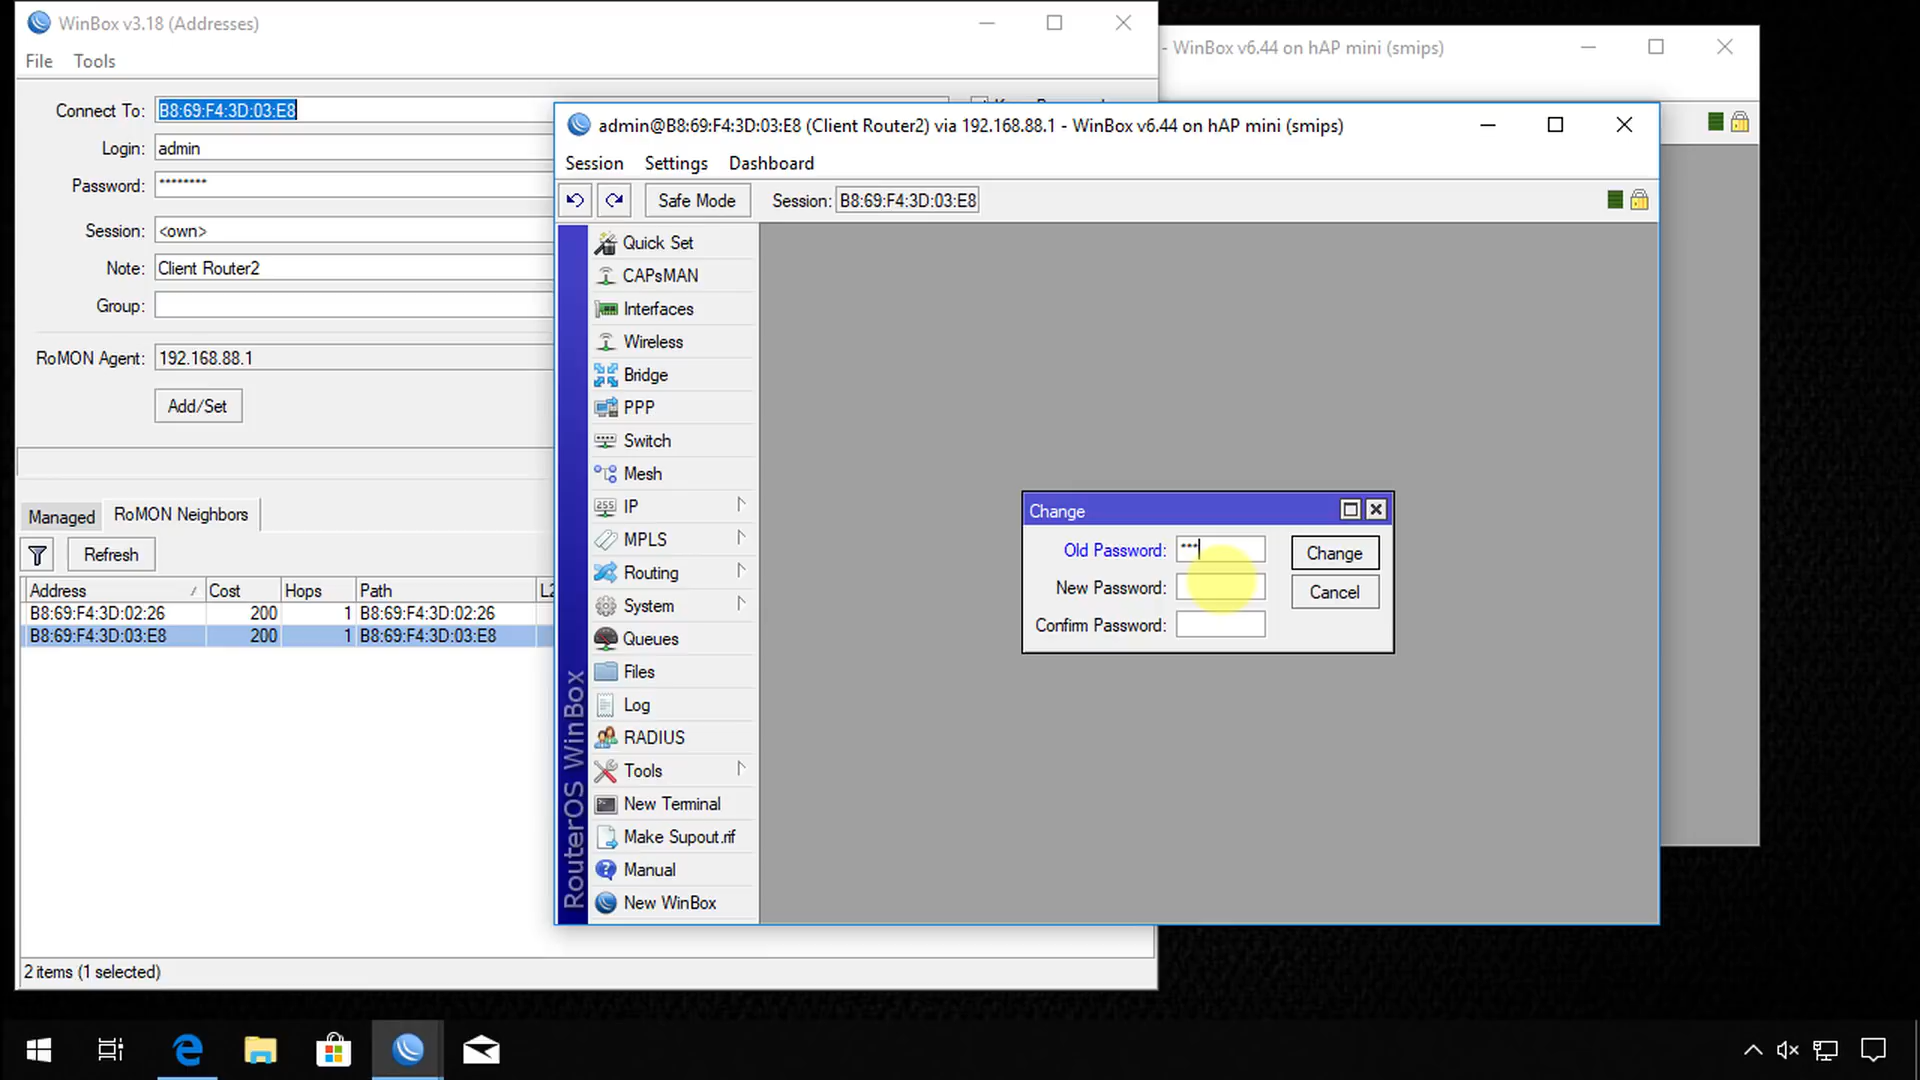 WinBox v3.18 (Addresses)
File Tools
Connect To: B8:69:F4:3D:03:E8
Login: admin
Password: ********
Session: <own>
Note: Client Router2
Group:
RoMON Agent: 192.168.88.1
Add/Set
Managed RoMON Neighbors
Refresh
Address / Cost Hops Path L2
B8:69:F4:3D:02:26 200 1 B8:69:F4:3D:02:26
B8:69:F4:3D:03:E8 200 1 B8:69:F4:3D:03:E8
2 items (1 selected)
- WinBox v6.44 on hAP mini (smips)
admin@B8:69:F4:3D:03:E8 (Client Router2) via 192.168.88.1 - WinBox v6.44 on hAP mini (smips)
Session Settings Dashboard
Safe Mode Session: B8:69:F4:3D:03:E8
RouterOS WinBox
Quick Set
CAPsMAN
Interfaces
Wireless
Bridge
PPP
Switch
Mesh
255 IP
MPLS
Routing
System
Queues
Files
Log
RADIUS
Tools
New Terminal
Make Supout.rif
Manual
New WinBox
Change
Old Password: ***
New Password:
Confirm Password:
Change
Cancel